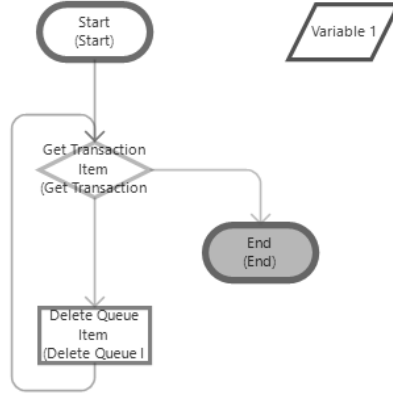 Start
(Start)
Variable 1
Get Transaction
Item
(Get Transaction
End
(End)
Delete Queue
Item
(Delete Queue I